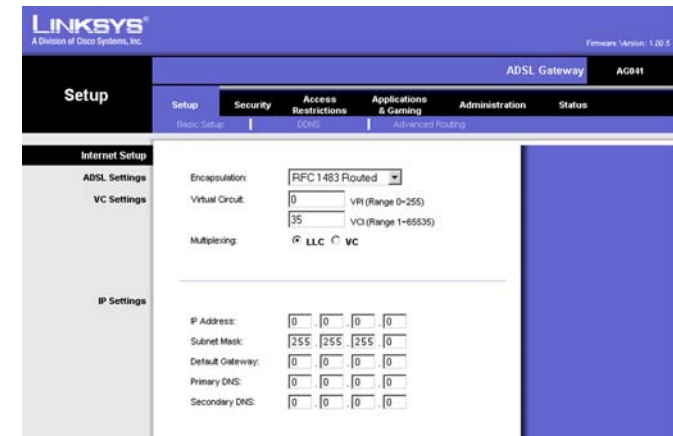 LINKSYS®
A Division of Cisco Systems, Inc.
Firmware Version: 1.00.5
ADSL Gateway AG041
Setup
Setup Security Access Restrictions Applications & Gaming Administration Status
Basic Setup DDNS Advanced Routing
Internet Setup
ADSL Settings Encapsulation: RFC 1483 Routed
VC Settings Virtual Circuit: 0 VPI (Range 0~255)
35 VCI (Range 1~65535)
Multiplexing: LLC VC
IP Settings
IP Address: 0 . 0 . 0 . 0
Subnet Mask: 255 . 255 . 255 . 0
Default Gateway: 0 . 0 . 0 . 0
Primary DNS: 0 . 0 . 0 . 0
Secondary DNS: 0 . 0 . 0 . 0